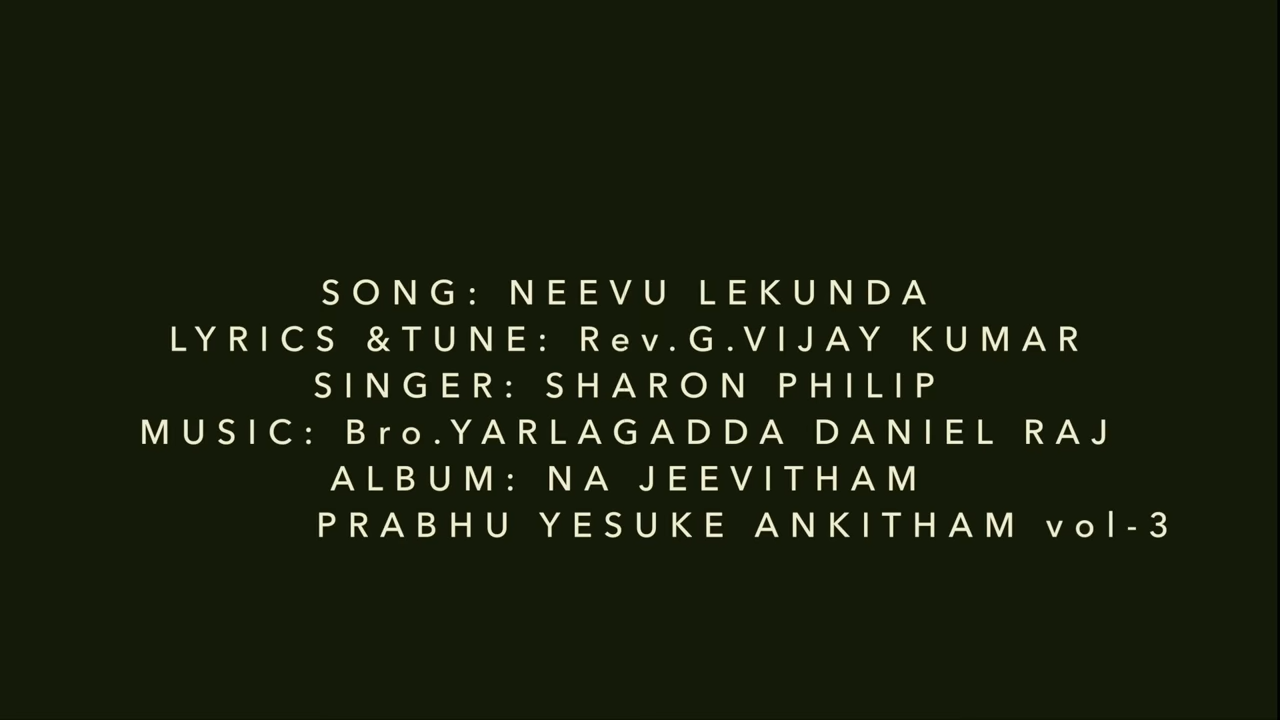 SONG: NEEVU LEKUNDA
LYRICS &TUNE: Rev.G.VIJAY KUMAR
SINGER: SHARON PHILIP
MUSIC: Bro.YARLAGADDA DANIEL RAJ
ALBUM: NA JEEVITHAM
PRABHU YESUKE ANKITHAM vol-3